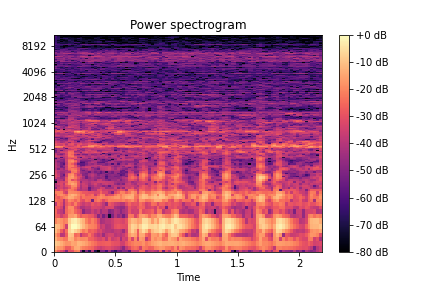 Power spectrogram
8192
4096
2048
1024
512
256
128
64
0
Hz
0
0.5
1
1.5
2
Time
+0 dB
-10 dB
-20 dB
-30 dB
-40 dB
-50 dB
-60 dB
-70 dB
-80 dB